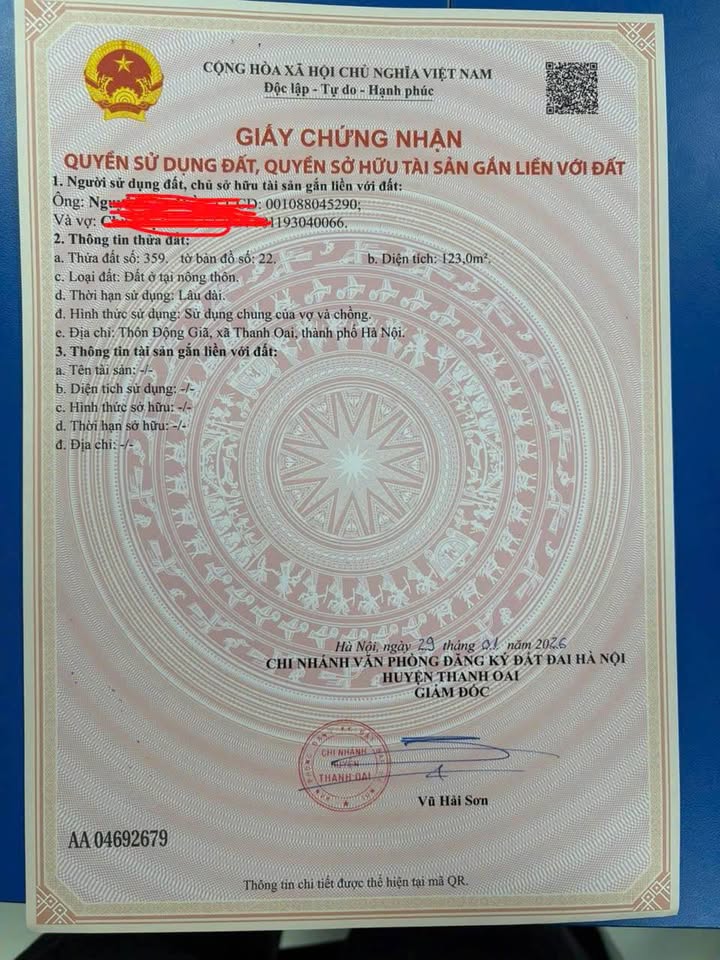 CỘNG HÒA XÃ HỘI CHỦ NGHĨA VIỆT NAM
Độc lập - Tự do - Hạnh phúc
GIẤY CHỨNG NHẬN
QUYỀN SỬ DỤNG ĐẤT, QUYỀN SỞ HỮU TÀI SẢN GẮN LIỀN VỚI ĐẤT
1. Người sử dụng đất, chủ sở hữu tài sản gắn liền với đất:
Ông: : 001088045290;
Và vợ: 1193040066.
2. Thông tin thửa đất:
a. Thửa đất số: 359. tờ bản đồ số: 22. b. Diện tích: 123,0m².
c. Loại đất: Đất ở tại nông thôn.
d. Thời hạn sử dụng: Lâu dài.
đ. Hình thức sử dụng: Sử dụng chung của vợ và chồng.
e. Địa chỉ: Thôn Động Giã, xã Thanh Oai, thành phố Hà Nội.
3. Thông tin tài sản gắn liền với đất:
a. Tên tài sản: -/-
b. Diện tích sử dụng: -/-
c. Hình thức sở hữu: -/-
d. Thời hạn sở hữu: -/-
đ. Địa chỉ: -/-
Hà Nội, ngày 29 tháng 01 năm 2026
CHI NHÁNH VĂN PHÒNG ĐĂNG KÝ ĐẤT ĐAI HÀ NỘI
HUYỆN THANH OAI
GIÁM ĐỐC
CHI NHÁNH
HUYỆN
THANH OAI
Vũ Hải Sơn
AA 04692679
Thông tin chi tiết được thể hiện tại mã QR.